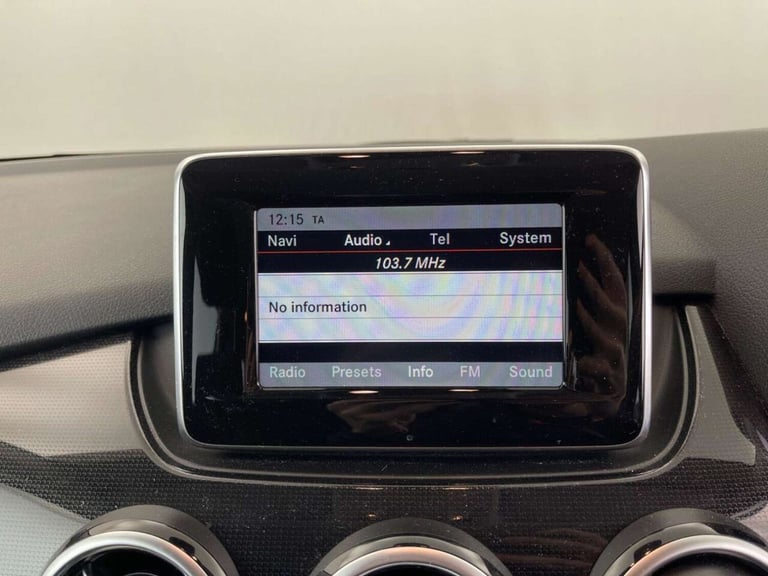 12:15 TA
Navi Audio Tel System
103.7 MHz
No information
Radio Presets Info FM Sound